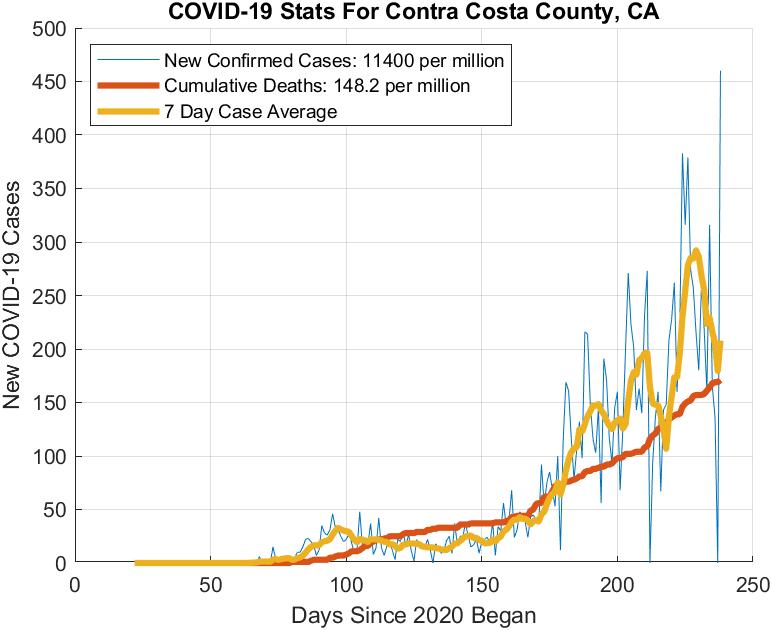 COVID-19 Stats For Contra Costa County, CA
New Confirmed Cases: 11400 per million
Cumulative Deaths: 148.2 per million
7 Day Case Average
New COVID-19 Cases
500
450
400
350
300
250
200
150
100
50
0
0 50 100 150 200 250
Days Since 2020 Began